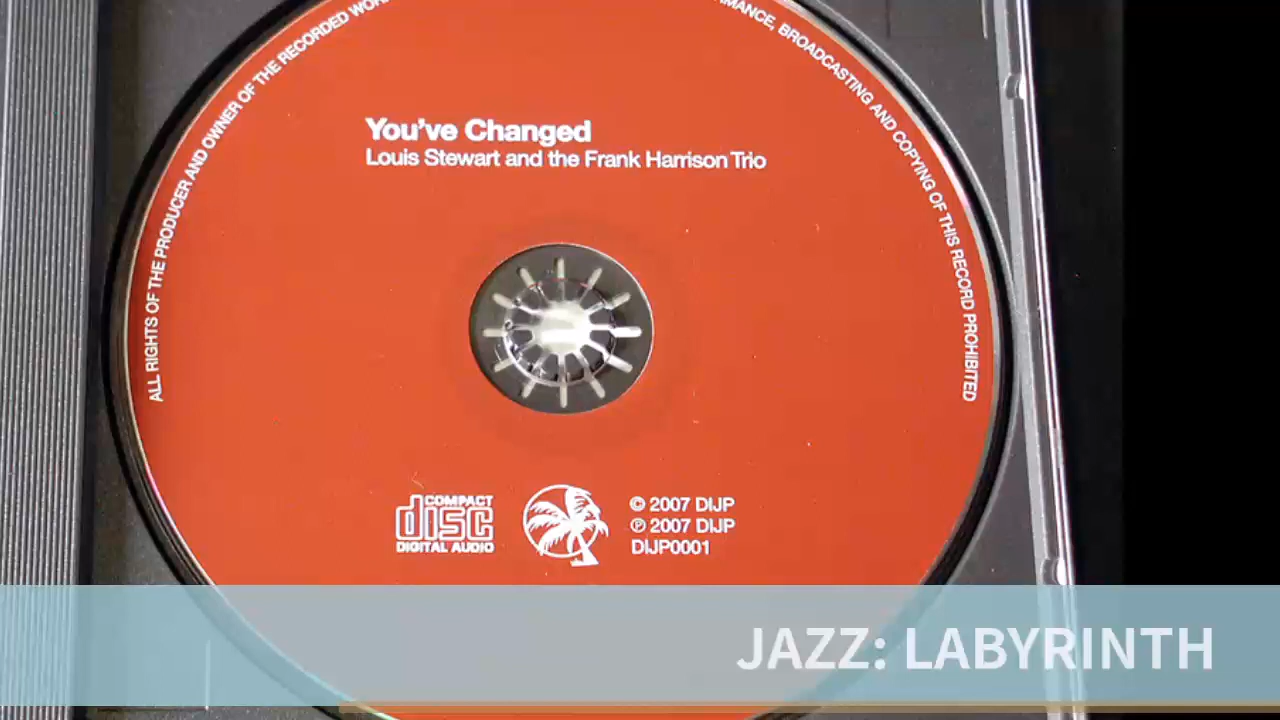 ALL RIGHTS OF THE PRODUCER AND OWNER OF THE RECORDED
BROADCASTING AND COPYING OF THIS RECORD PROHIBITED
You've Changed
Louis Stewart and the Frank Harrison Trio
COMPACT
disc
DIGITAL AUDIO
© 2007 DIJP
℗ 2007 DIJP
DIJP0001
JAZZ: LABYRINTH